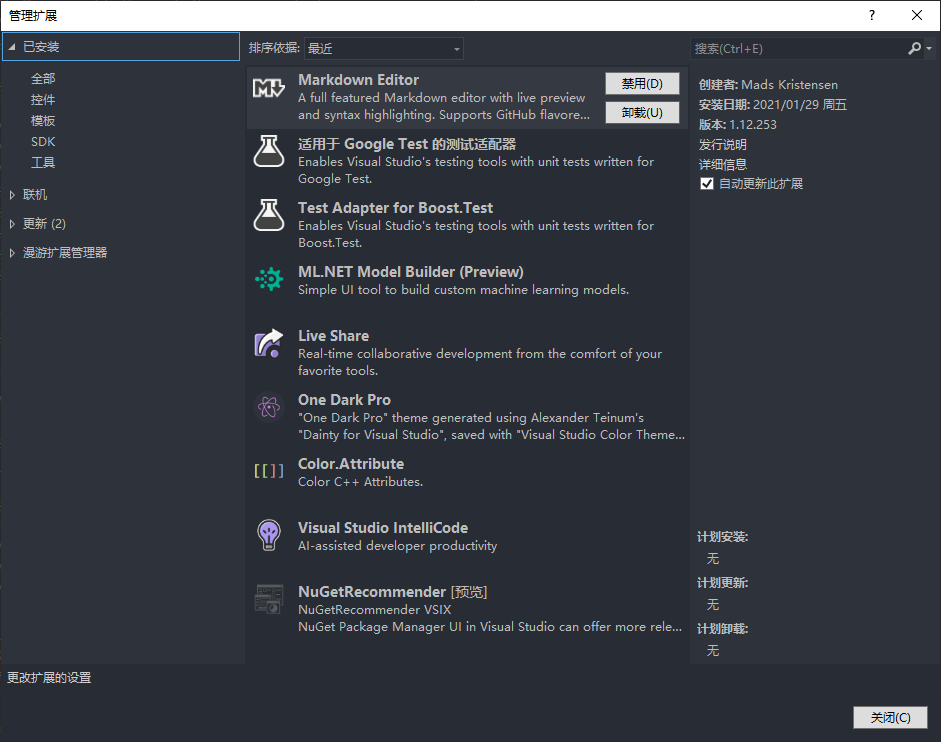 管理扩展
?
已安装
全部
控件
模板
SDK
工具
联机
更新 (2)
漫游扩展管理器
更改扩展的设置
排序依据: 最近
Markdown Editor
A full featured Markdown editor with live preview
and syntax highlighting. Supports GitHub flavore...
禁用(D)
卸载(U)
适用于 Google Test 的测试适配器
Enables Visual Studio's testing tools with unit tests written for
Google Test.
Test Adapter for Boost.Test
Enables Visual Studio's testing tools with unit tests written for
Boost.Test.
ML.NET Model Builder (Preview)
Simple UI tool to build custom machine learning models.
Live Share
Real-time collaborative development from the comfort of your
favorite tools.
One Dark Pro
"One Dark Pro" theme generated using Alexander Teinum's
"Dainty for Visual Studio", saved with "Visual Studio Color Theme...
Color.Attribute
Color C++ Attributes.
Visual Studio IntelliCode
AI-assisted developer productivity
NuGetRecommender [预览]
NuGetRecommender VSIX
NuGet Package Manager UI in Visual Studio can offer more rele...
搜索(Ctrl+E)
创建者: Mads Kristensen
安装日期: 2021/01/29 周五
版本: 1.12.253
发行说明
详细信息
自动更新此扩展
计划安装:
无
计划更新:
无
计划卸载:
无
关闭(C)